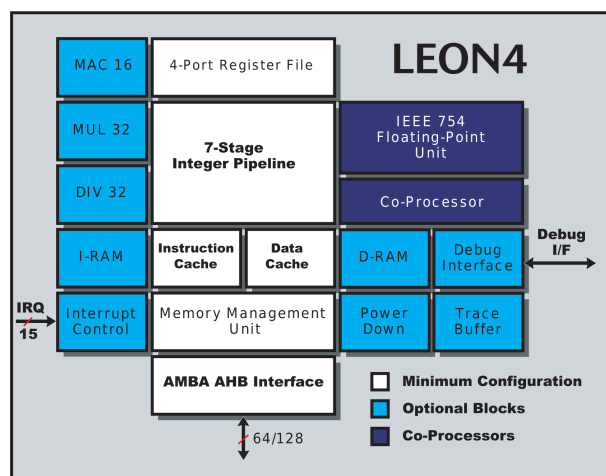 LEON4
MAC 16
4-Port Register File
MUL 32
7-Stage
Integer Pipeline
IEEE 754
Floating-Point
Unit
DIV 32
Co-Processor
I-RAM
Instruction
Cache
Data
Cache
D-RAM
Debug
Interface
Debug
I/F
IRQ
15
Interrupt
Control
Memory Management
Unit
Power
Down
Trace
Buffer
AMBA AHB Interface
64/128
Minimum Configuration
Optional Blocks
Co-Processors